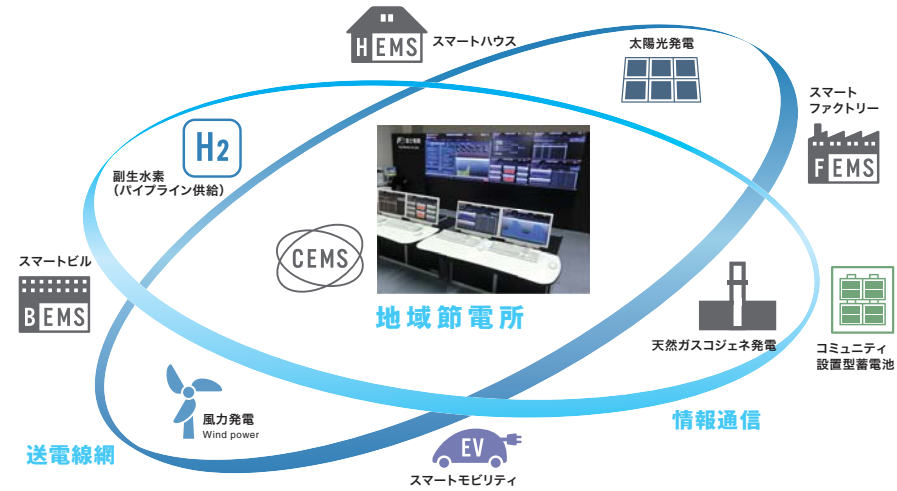 HEMS
スマートハウス
太陽光発電
スマート
ファクトリー
FEMS
H2
副生水素
(パイプライン供給)
CEMS
スマートビル
BEMS
地域節電所
天然ガスコジェネ発電
コミュニティ
設置型蓄電池
風力発電
Wind power
情報通信
送電線網
EV
スマートモビリティ